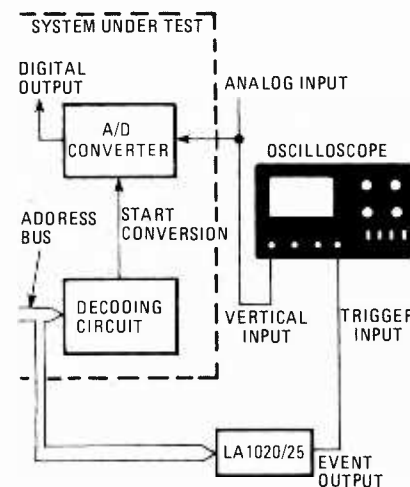 SYSTEM UNDER TEST
DIGITAL
OUTPUT
ANALOG INPUT
A/D
CONVERTER
OSCILLOSCOPE
ADDRESS
BUS
START
CONVERSION
DECODING
CIRCUIT
VERTICAL
INPUT
TRIGGER
INPUT
LA1020/25
EVENT
OUTPUT